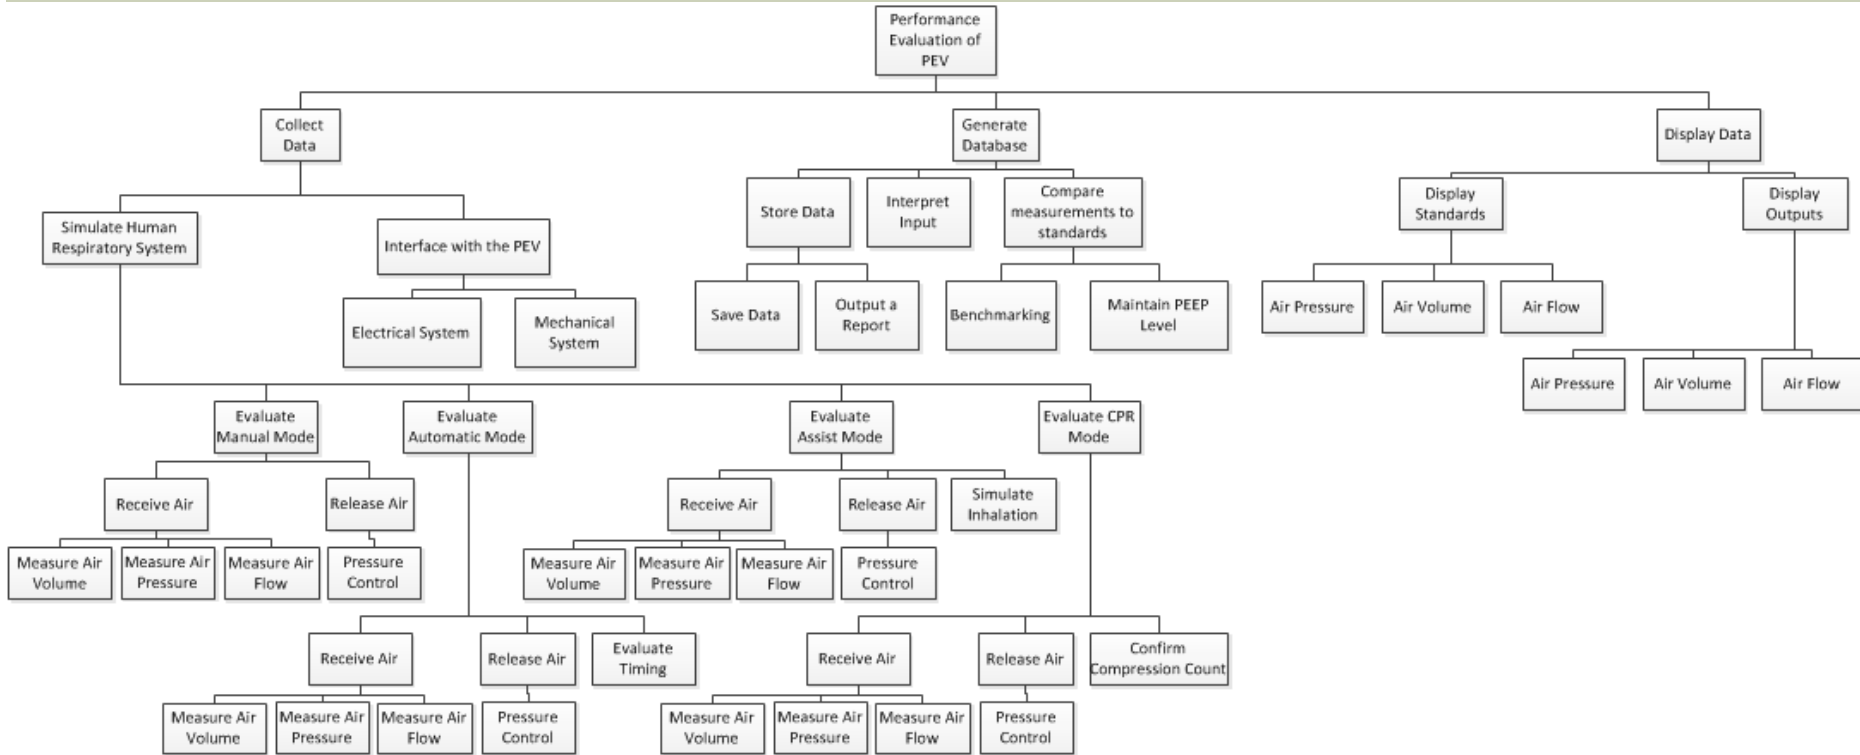 Performance
Evaluation of
PEV
Collect
Data
Generate
Database
Display Data
Simulate Human
Respiratory System
Interface with the PEV
Electrical System
Mechanical
System
Store Data
Interpret
Input
Compare
measurements to
standards
Save Data
Output a
Report
Benchmarking
Maintain PEEP
Level
Display
Standards
Display
Outputs
Air Pressure
Air Volume
Air Flow
Air Pressure
Air Volume
Air Flow
Evaluate
Manual Mode
Evaluate
Automatic Mode
Evaluate
Assist Mode
Evaluate CPR
Mode
Receive Air
Release Air
Measure Air
Volume
Measure Air
Pressure
Measure Air
Flow
Pressure
Control
Receive Air
Release Air
Simulate
Inhalation
Measure Air
Volume
Measure Air
Pressure
Measure Air
Flow
Pressure
Control
Receive Air
Release Air
Evaluate
Timing
Measure Air
Volume
Measure Air
Pressure
Measure Air
Flow
Pressure
Control
Receive Air
Release Air
Confirm
Compression Count
Measure Air
Volume
Measure Air
Pressure
Measure Air
Flow
Pressure
Control